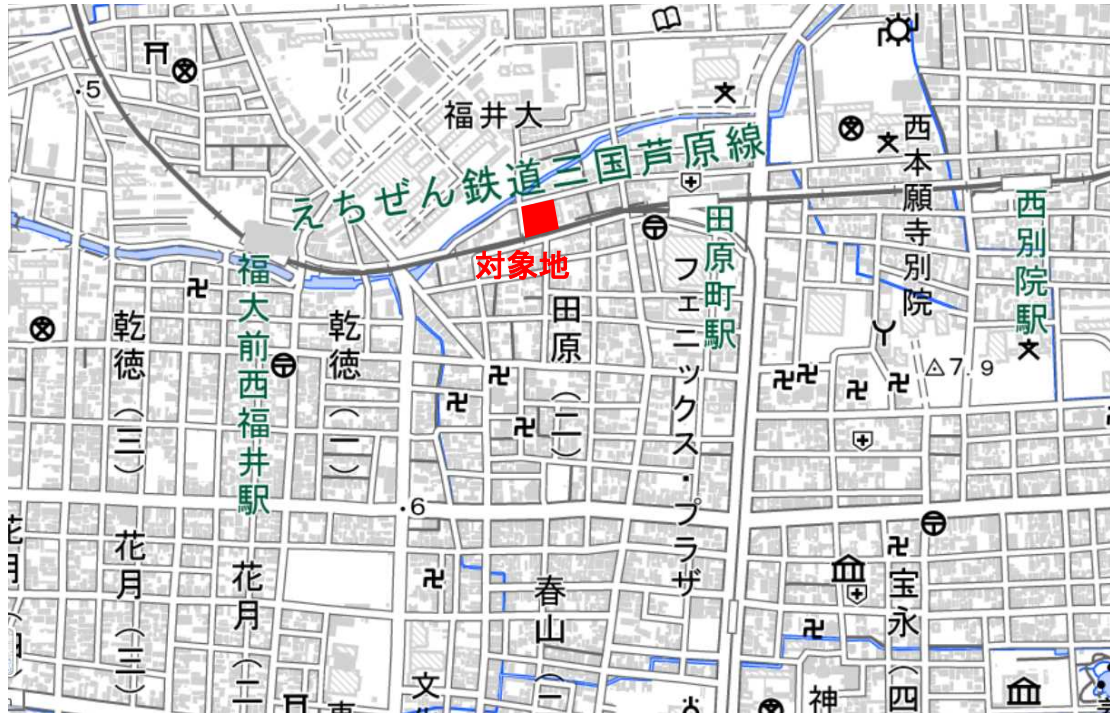 ・5
福井大
えちぜん鉄道三国芦原線
西本願寺別院
西別院駅
田原町駅
対象地
福大前西福井駅
乾徳（三）
乾徳（一）
田原（二）
フェニックス・プラザ
7.9
・6
花月（三）
花月（二
春山（一
宝永（四
神